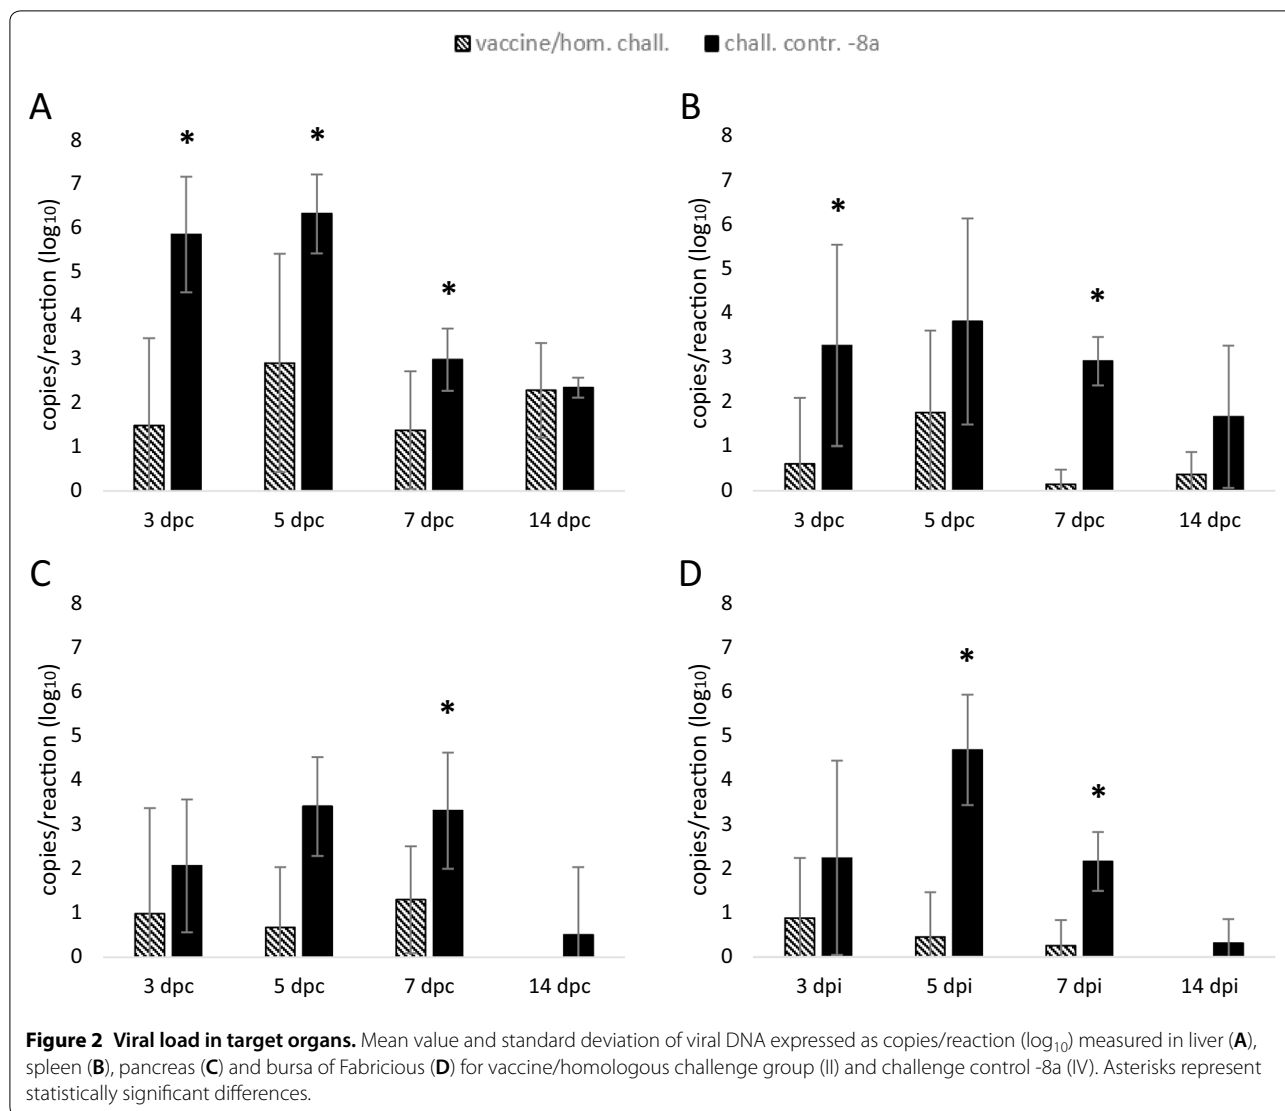 vaccine/hom. chall. chall. contr. -8a
A
*
*
*
copies/reaction (log10)
8
7
6
5
4
3
2
1
0
3 dpc 5 dpc 7 dpc 14 dpc
B
*
*
copies/reaction (log10)
8
7
6
5
4
3
2
1
0
3 dpc 5 dpc 7 dpc 14 dpc
C
*
copies/reaction (log10)
8
7
6
5
4
3
2
1
0
3 dpc 5 dpc 7 dpc 14 dpc
D
*
*
copies/reaction (log10)
8
7
6
5
4
3
2
1
0
3 dpi 5 dpi 7 dpi 14 dpi
Figure 2 Viral load in target organs. Mean value and standard deviation of viral DNA expressed as copies/reaction (log10) measured in liver (A),
spleen (B), pancreas (C) and bursa of Fabricious (D) for vaccine/homologous challenge group (II) and challenge control -8a (IV). Asterisks represent
statistically significant differences.